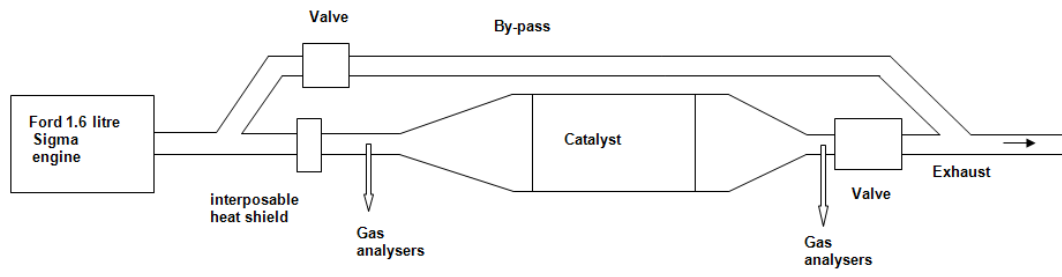 Valve
By-pass
Ford 1.6 litre
Sigma
engine
Catalyst
interposable
heat shield
Gas
analysers
Valve
Exhaust
Gas
analysers